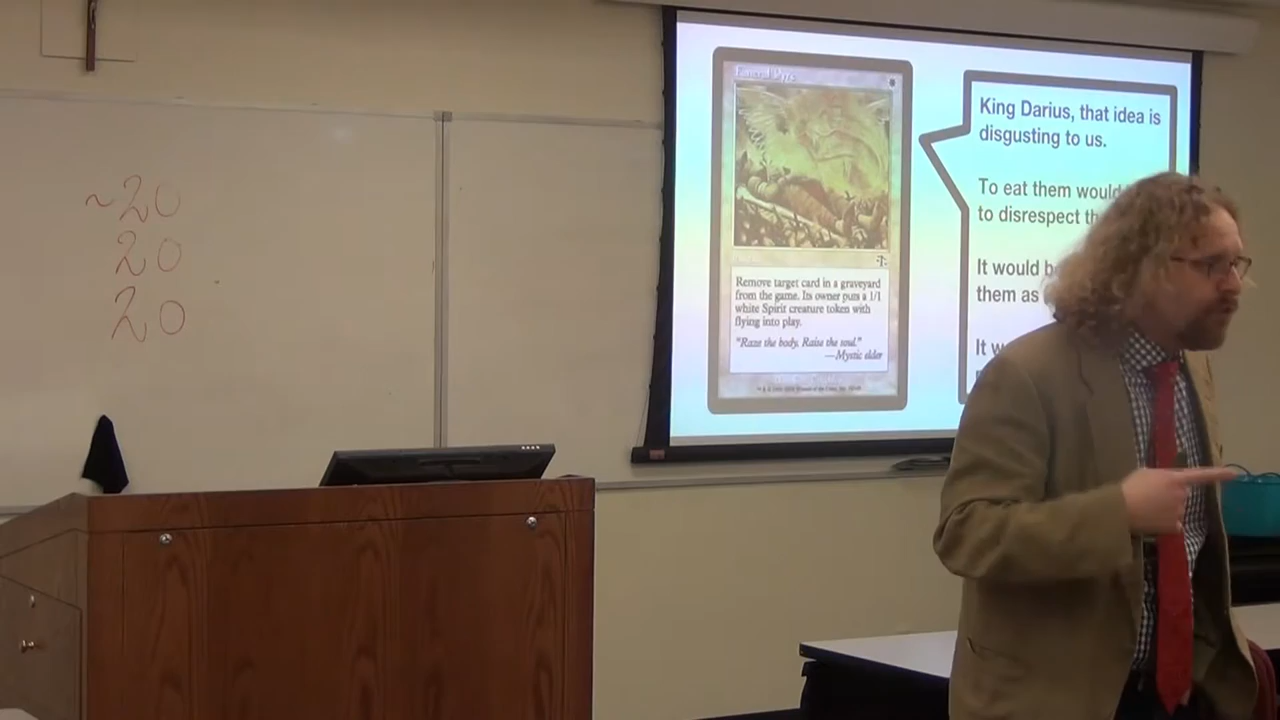 ~20
20
20
Funeral Pyre
Remove target card in a graveyard
from the game. Its owner puts a 1/1
white Spirit creature token with
flying into play.
"Raze the body. Raise the soul."
—Mystic elder
King Darius, that idea is
disgusting to us.
To eat them would
to disrespect th
It would b
them as
It w